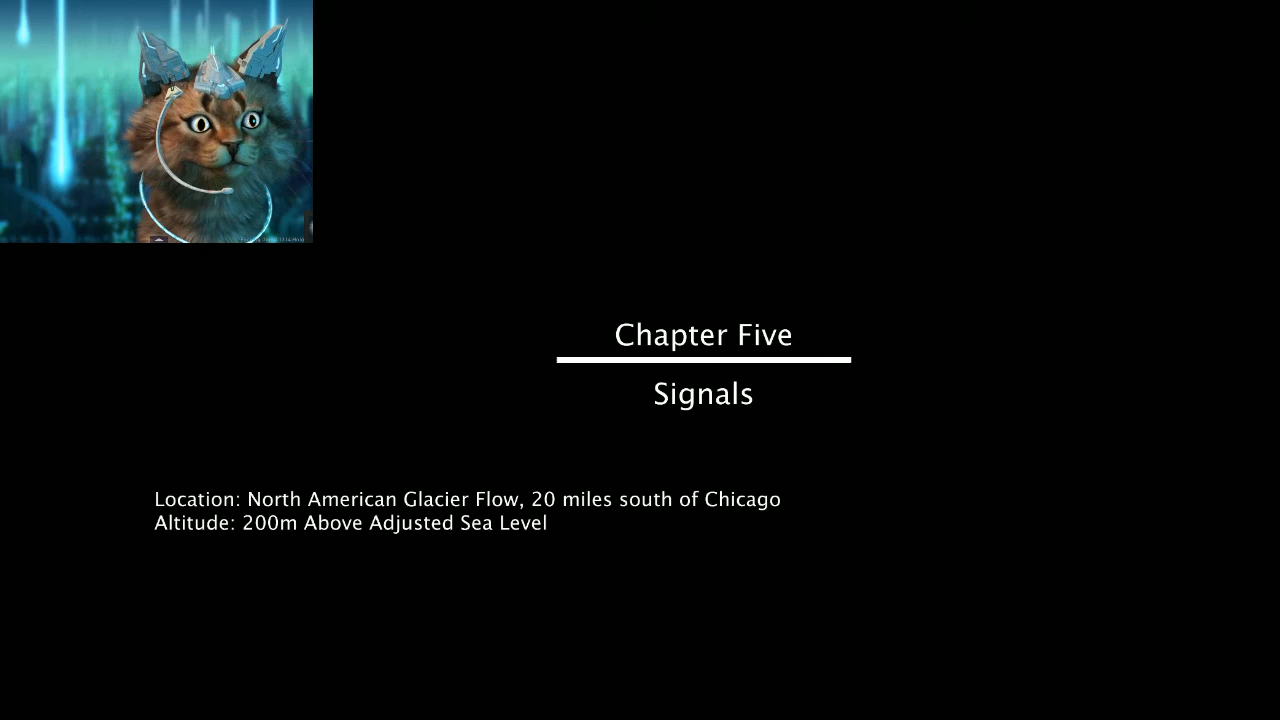 Chapter Five
Signals
Location: North American Glacier Flow, 20 miles south of Chicago
Altitude: 200m Above Adjusted Sea Level